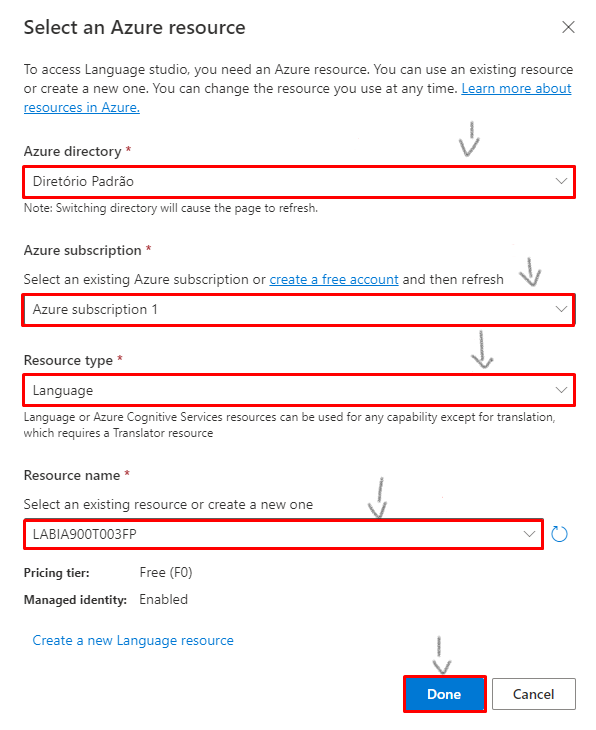 Select an Azure resource
To access Language studio, you need an Azure resource. You can use an existing resource
or create a new one. You can change the resource you use at any time. Learn more about
resources in Azure.
Azure directory *
Diretório Padrão
Note: Switching directory will cause the page to refresh.
Azure subscription *
Select an existing Azure subscription or create a free account and then refresh
Azure subscription 1
Resource type *
Language
Language or Azure Cognitive Services resources can be used for any capability except for translation,
which requires a Translator resource
Resource name *
Select an existing resource or create a new one
LABIA900T003FP
Pricing tier: Free (F0)
Managed identity: Enabled
Create a new Language resource
Done Cancel